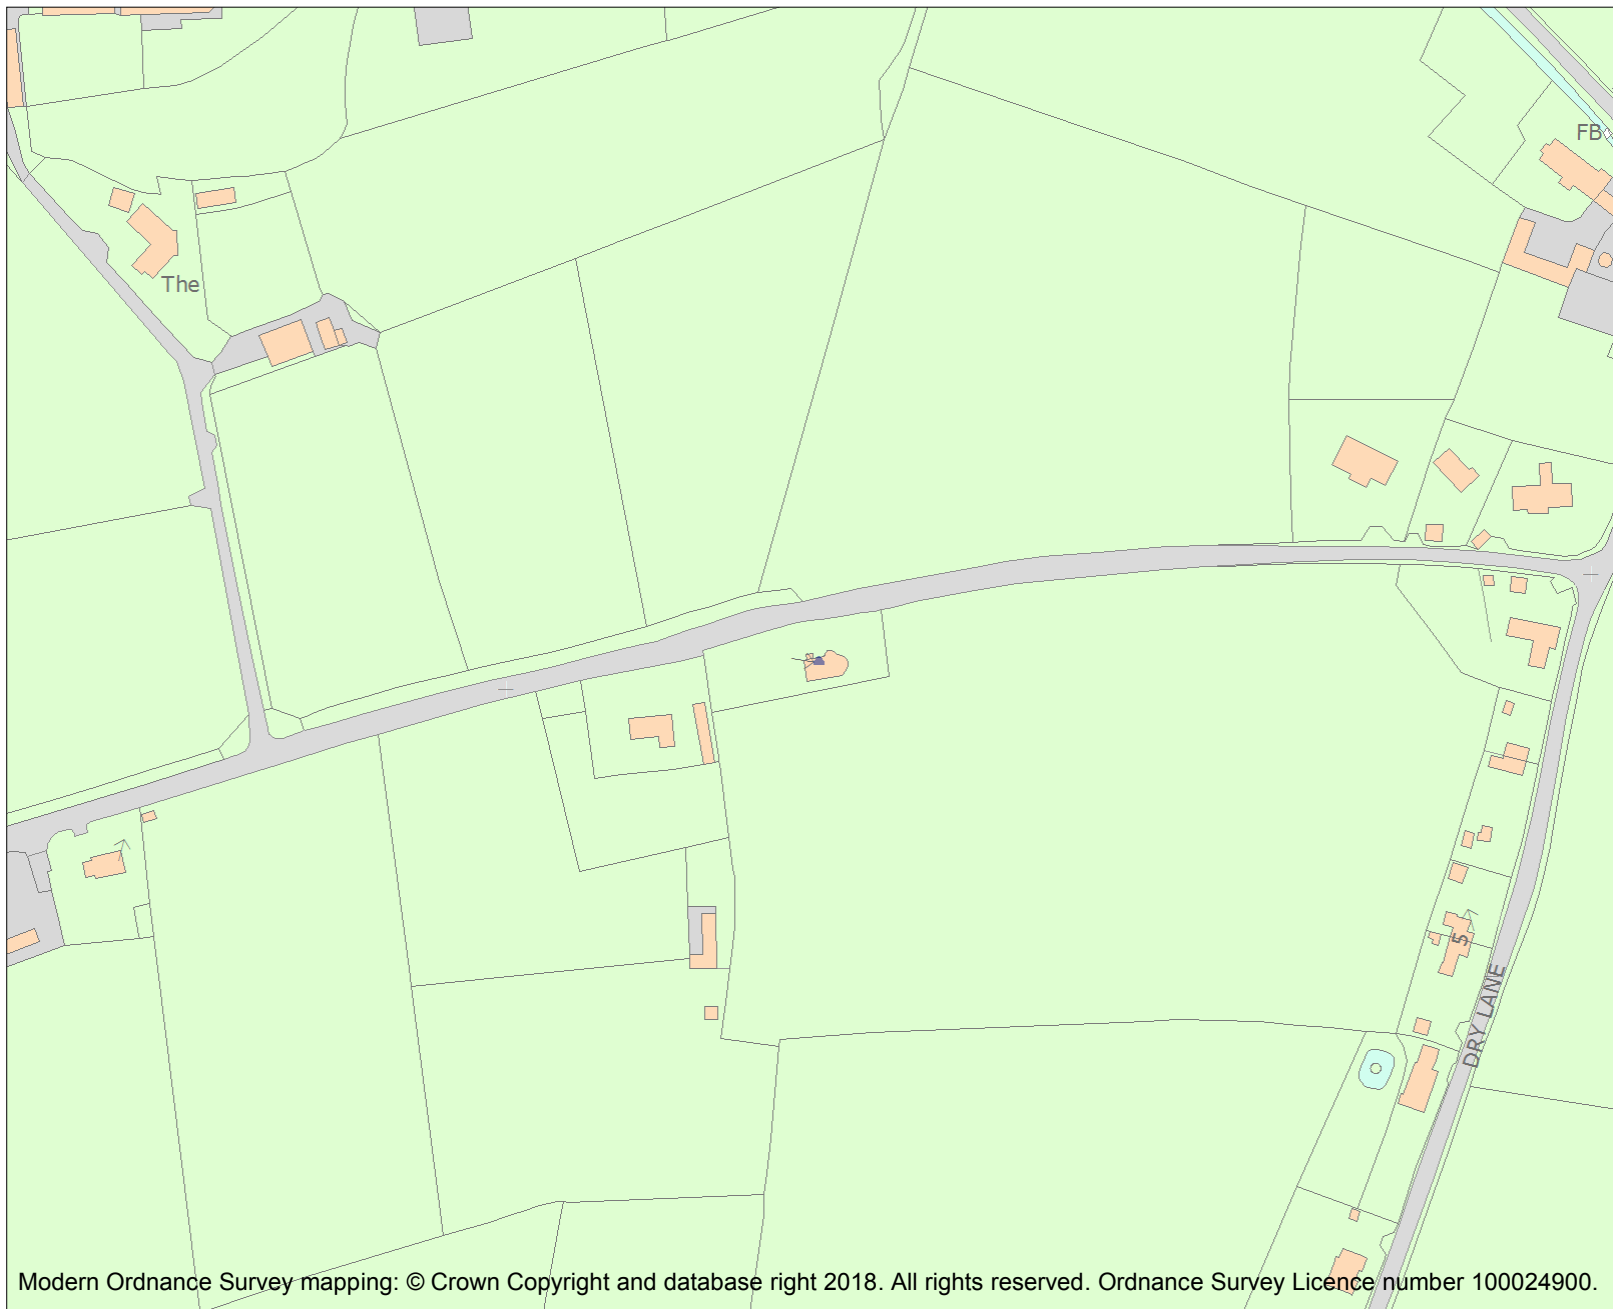 FB
The
5
DRY LANE
Modern Ordnance Survey mapping: © Crown Copyright and database right 2018. All rights reserved. Ordnance Survey Licence number 100024900.